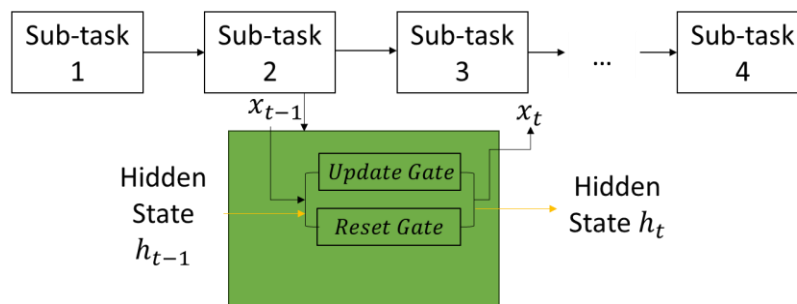 Sub-task
1
Sub-task
2
Sub-task
3
...
Sub-task
4
x_{t-1}
x_t
Update Gate
Reset Gate
Hidden
State
h_{t-1}
Hidden
State h_t